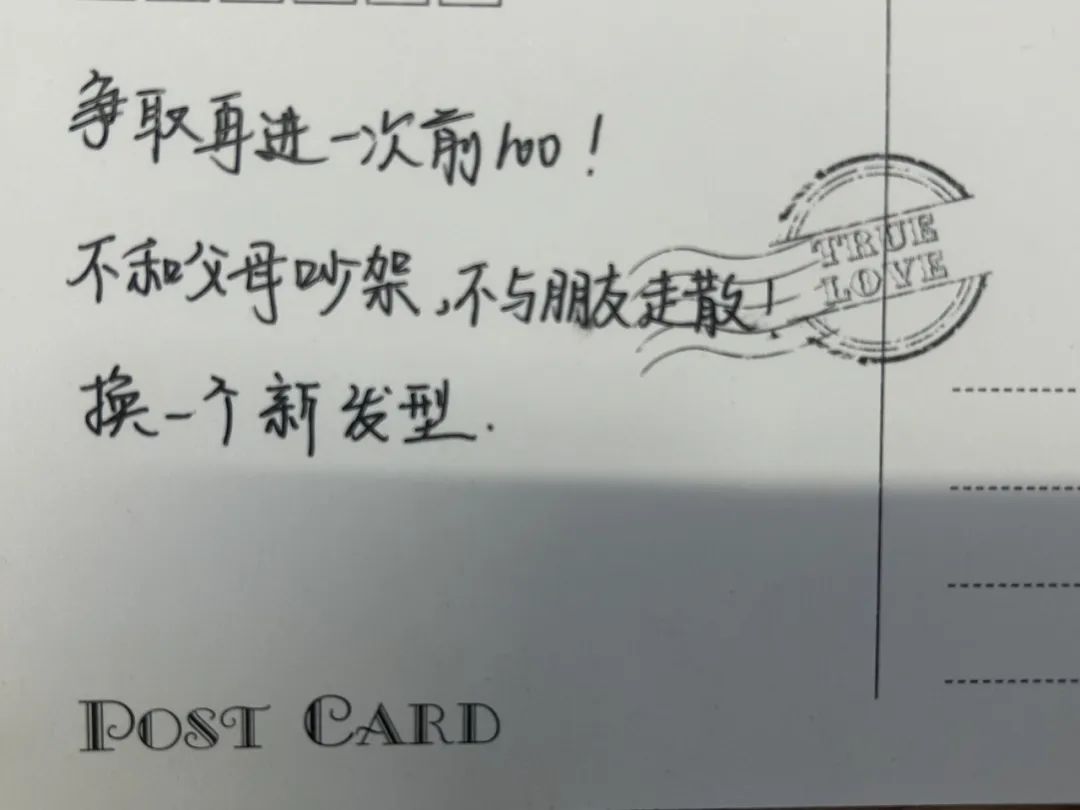 争取再进一次前100！
不和父母吵架,不与朋友走散！
换一个新发型.
TRUE
LOVE
POST CARD